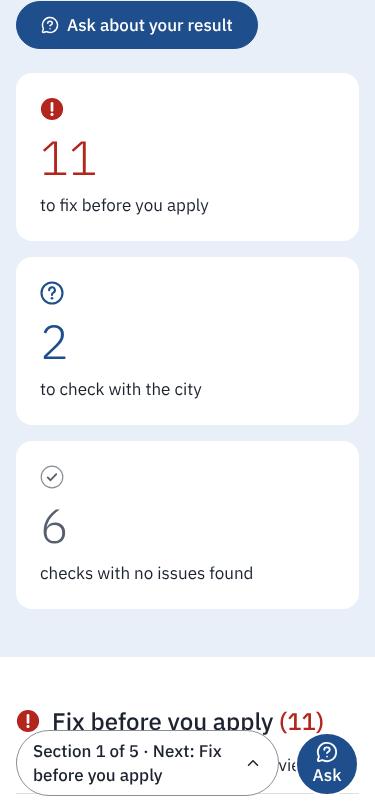 Ask about your result
11
to fix before you apply
2
to check with the city
6
checks with no issues found
Fix before you apply (11)
Section 1 of 5 · Next: Fix
before you apply
Ask